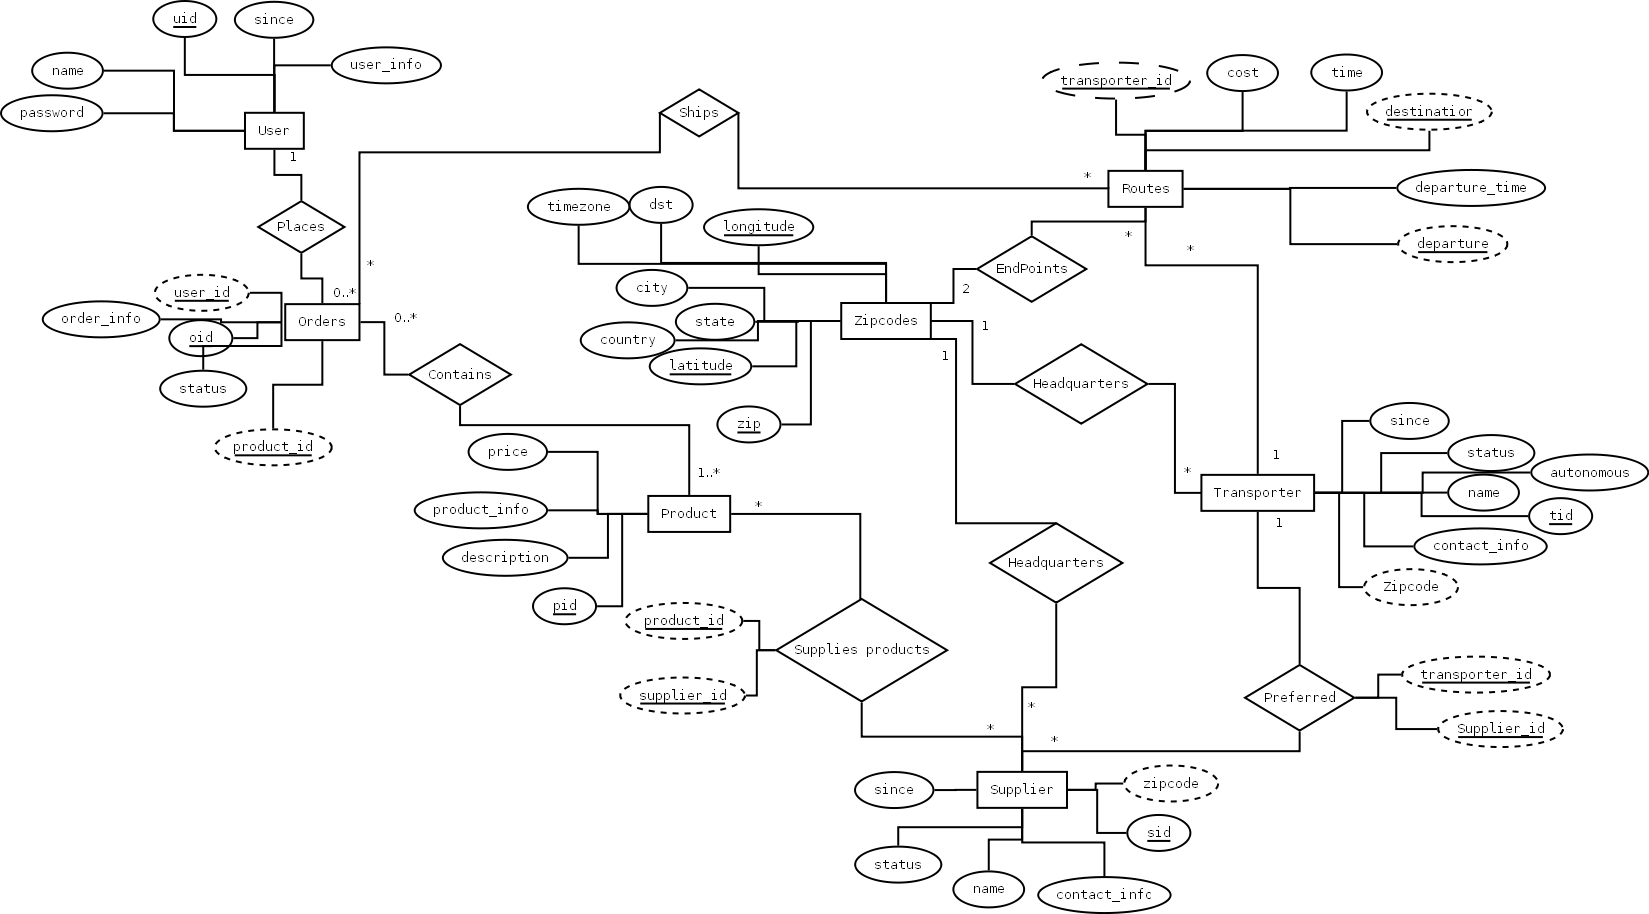 uid
since
name
user_info
password
User
1
Places
user_id
order_info
oid
status
product_id
Orders
0..*
*
0..*
Contains
Ships
*
transporter_id
cost
time
destination
Routes
departure_time
departure
*
*
timezone
dst
longitude
city
state
country
latitude
zip
Zipcodes
EndPoints
2
1
1
Headquarters
*
1
Transporter
1
since
status
autonomous
name
tid
contact_info
Zipcode
price
product_info
description
pid
1..*
Product
*
product_id
supplier_id
Supplies products
*
Headquarters
*
*
Preferred
transporter_id
Supplier_id
since
Supplier
zipcode
sid
status
name
contact_info